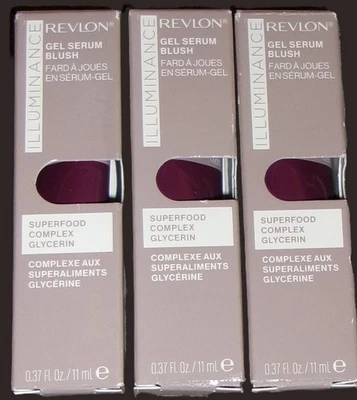 ILLUMINANCE
REVLON
GEL SERUM
BLUSH
FARD À JOUES
EN SÉRUM-GEL
SUPERFOOD
COMPLEX
GLYCERIN
COMPLEXE AUX
SUPERALIMENTS
GLYCÉRINE
0.37 Fl. Oz. / 11 mL e
ILLUMINANCE
REVLON
GEL SERUM
BLUSH
FARD À JOUES
EN SÉRUM-GEL
SUPERFOOD
COMPLEX
GLYCERIN
COMPLEXE AUX
SUPERALIMENTS
GLYCÉRINE
0.37 Fl. Oz. / 11 mL e
ILLUMINANCE
REVLON
GEL SERUM
BLUSH
FARD À JOUES
EN SÉRUM-GEL
SUPERFOOD
COMPLEX
GLYCERIN
COMPLEXE AUX
SUPERALIMENTS
GLYCÉRINE
0.37 Fl. Oz. / 11 mL e